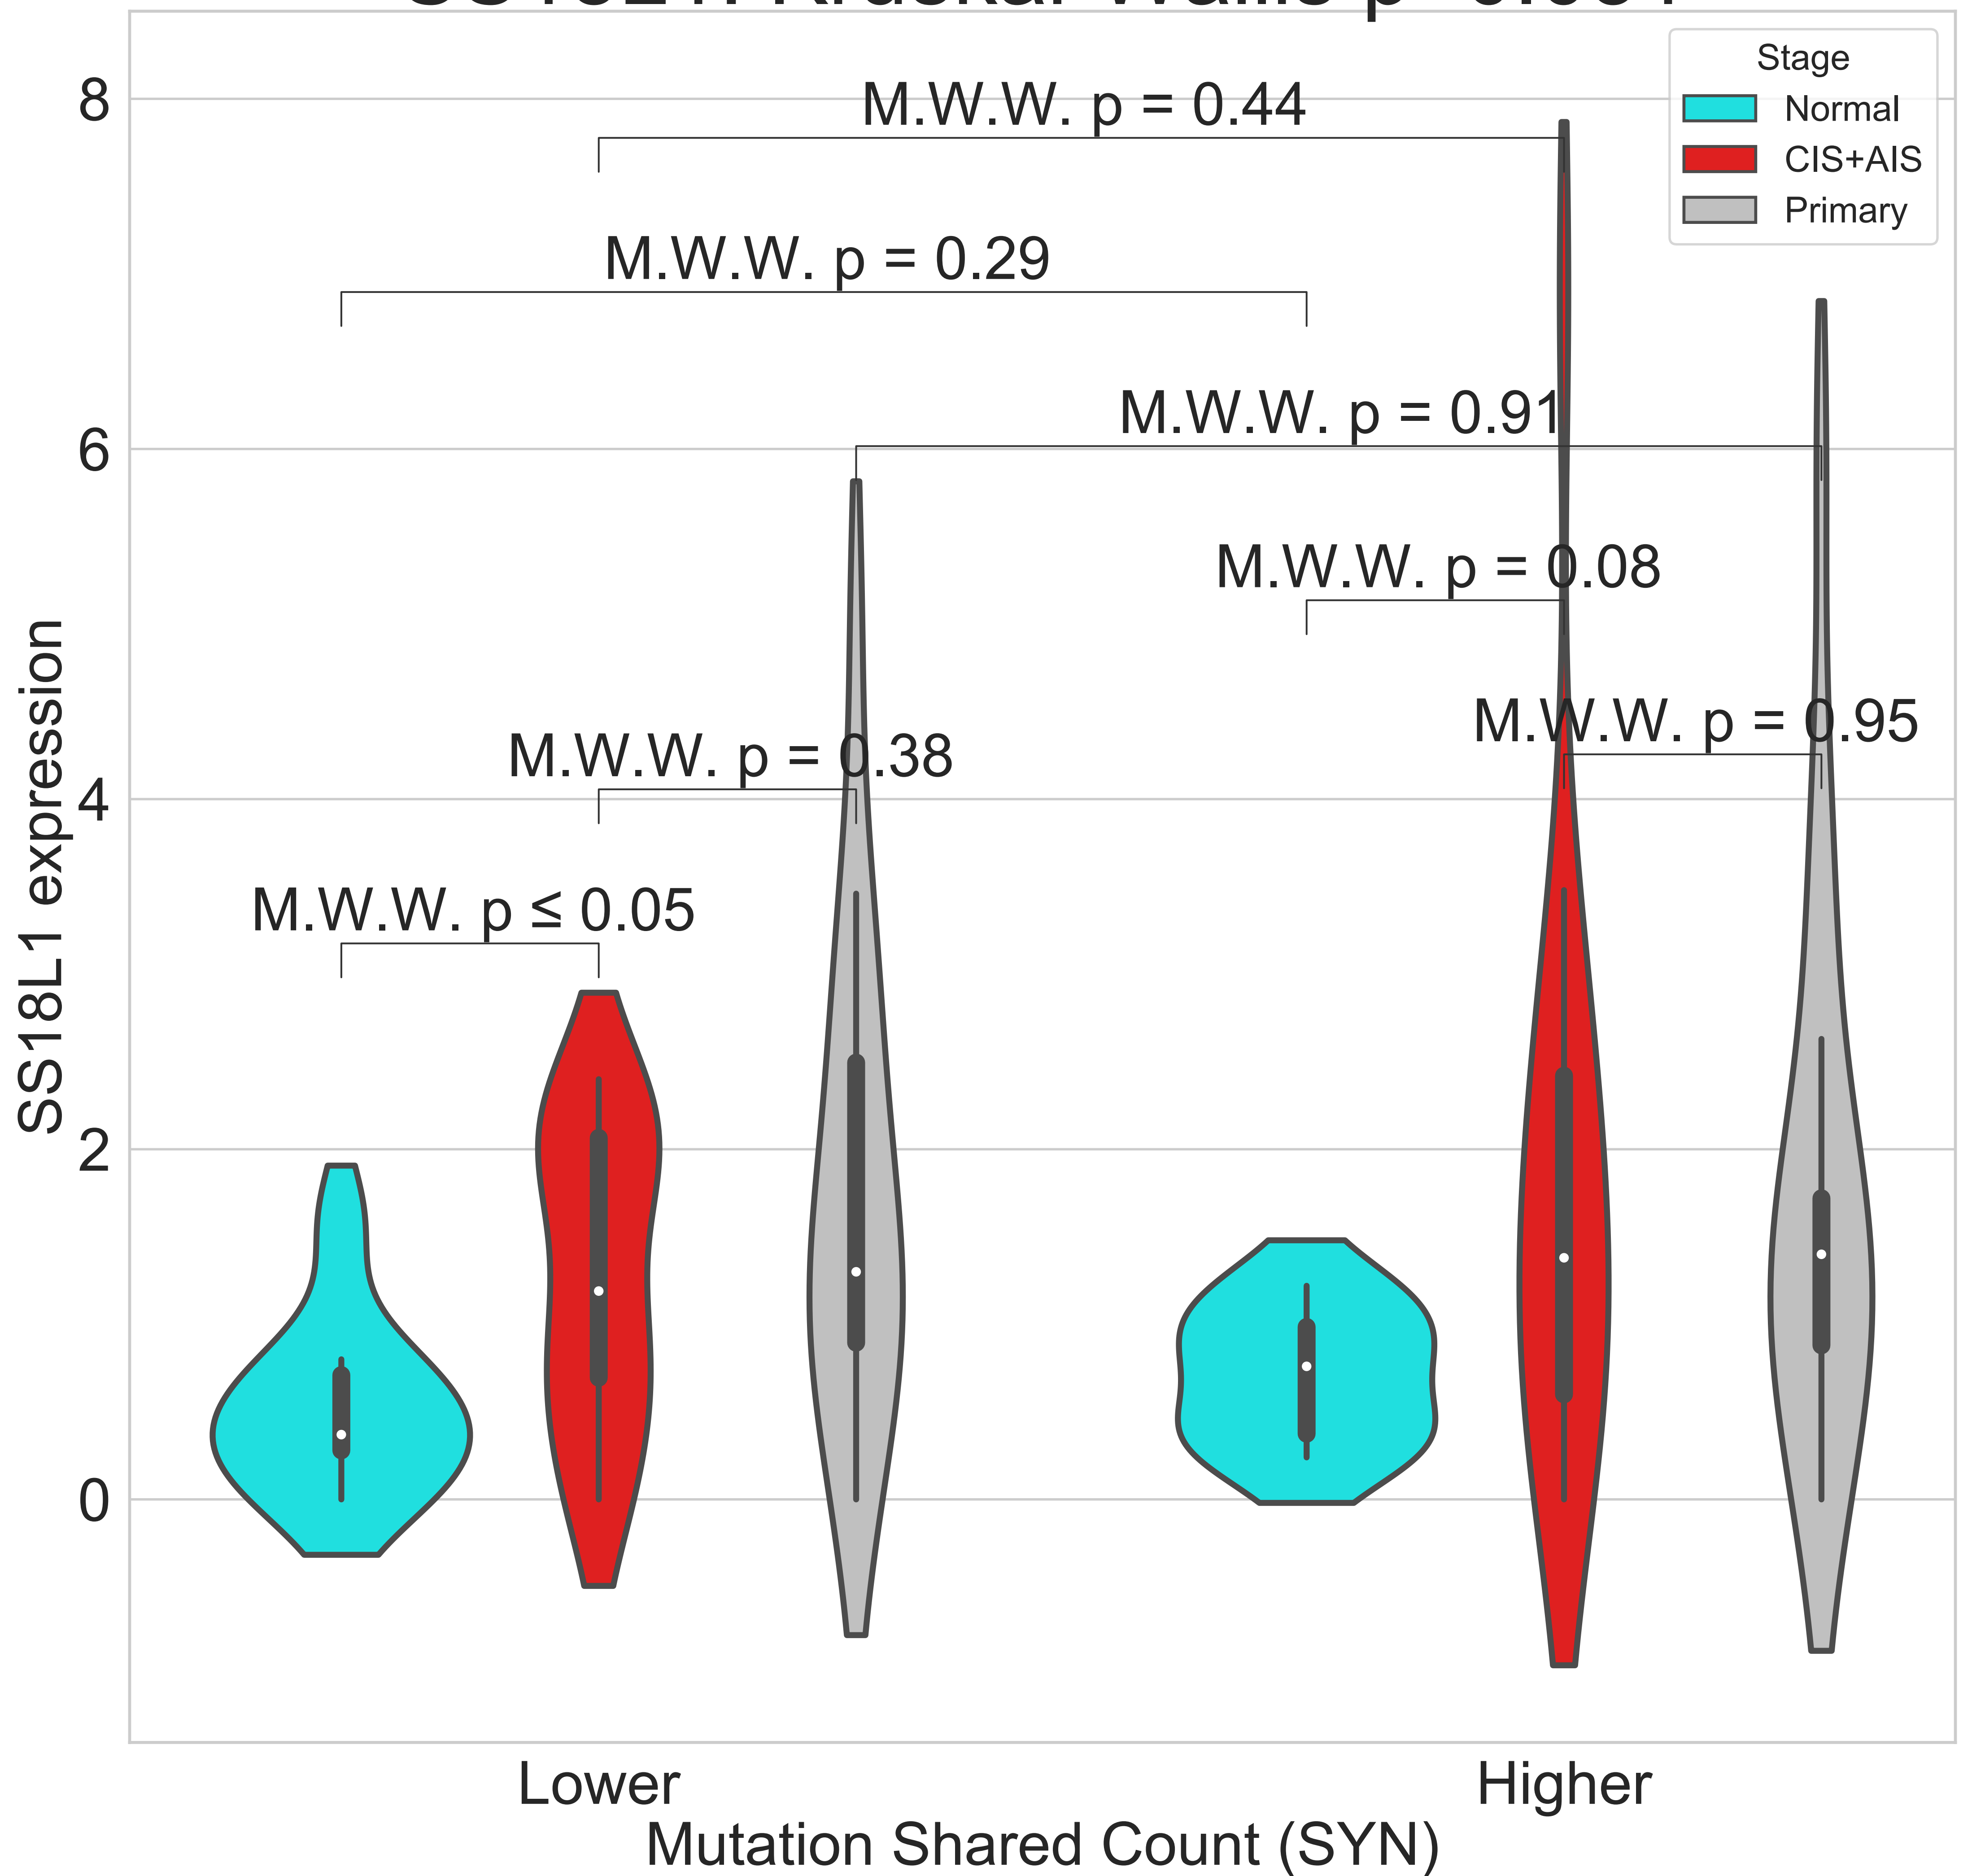 8
6
4
2
0
SS18L1 expression
Stage
Normal
CIS+AIS
Primary
M.W.W. p = 0.44
M.W.W. p = 0.29
M.W.W. p = 0.91
M.W.W. p = 0.08
M.W.W. p = 0.95
M.W.W. p = 0.38
M.W.W. p ≤ 0.05
Lower
Higher
Mutation Shared Count (SYN)